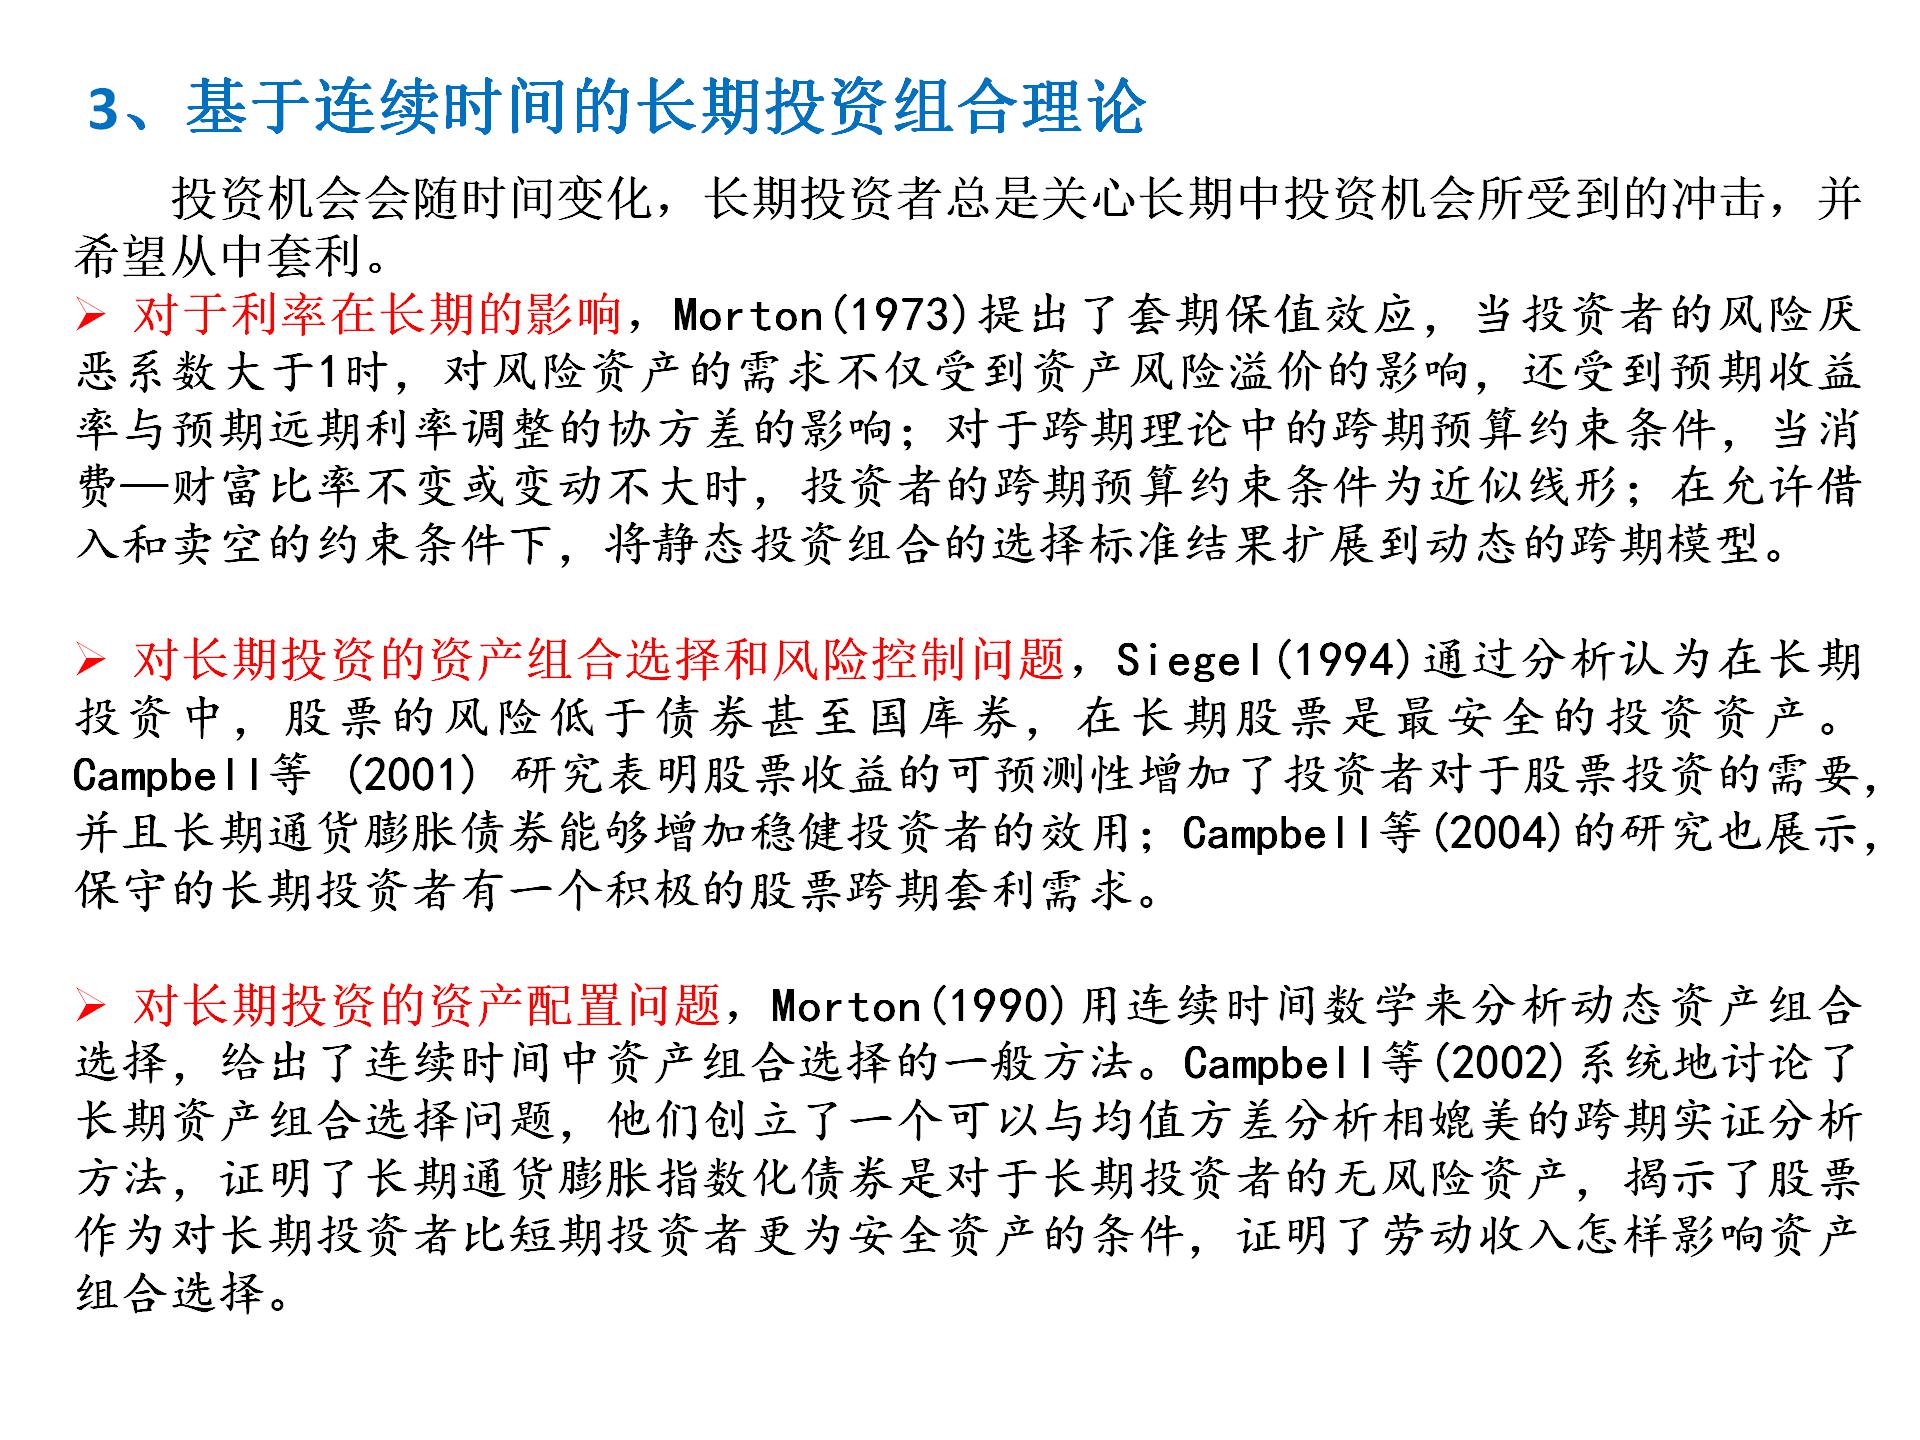 3、基于连续时间的长期投资组合理论
投资机会会随时间变化，长期投资者总是关心长期中投资机会所受到的冲击，并
希望从中套利。
➢ 对于利率在长期的影响，Morton(1973)提出了套期保值效应，当投资者的风险厌
恶系数大于1时，对风险资产的需求不仅受到资产风险溢价的影响，还受到预期收益
率与预期远期利率调整的协方差的影响；对于跨期理论中的跨期预算约束条件，当消
费—财富比率不变或变动不大时，投资者的跨期预算约束条件为近似线形；在允许借
入和卖空的约束条件下，将静态投资组合的选择标准结果扩展到动态的跨期模型。
➢ 对长期投资的资产组合选择和风险控制问题，Siegel(1994)通过分析认为在长期
投资中，股票的风险低于债券甚至国库券，在长期股票是最安全的投资资产。
Campbell等 (2001) 研究表明股票收益的可预测性增加了投资者对于股票投资的需要，
并且长期通货膨胀债券能够增加稳健投资者的效用；Campbell等(2004)的研究也展示，
保守的长期投资者有一个积极的股票跨期套利需求。
➢ 对长期投资的资产配置问题，Morton(1990)用连续时间数学来分析动态资产组合
选择，给出了连续时间中资产组合选择的一般方法。Campbell等(2002)系统地讨论了
长期资产组合选择问题，他们创立了一个可以与均值方差分析相媲美的跨期实证分析
方法，证明了长期通货膨胀指数化债券是对于长期投资者的无风险资产，揭示了股票
作为对长期投资者比短期投资者更为安全资产的条件，证明了劳动收入怎样影响资产
组合选择。